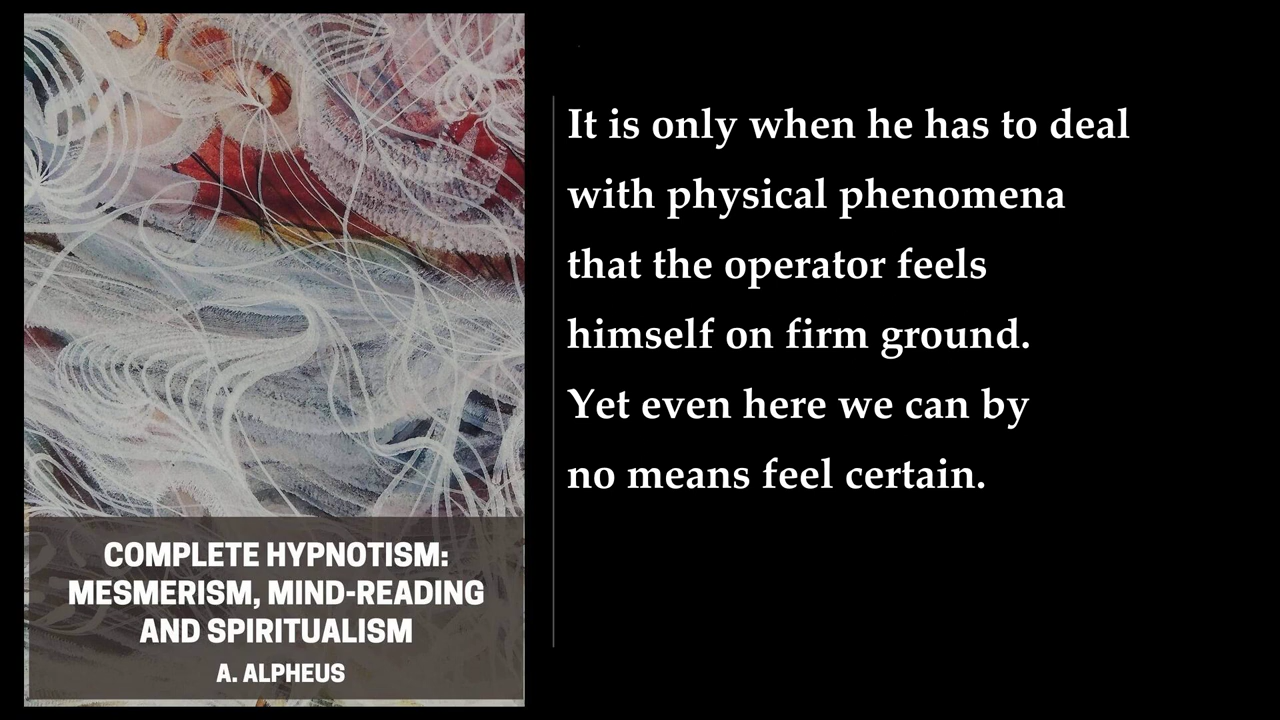 It is only when he has to deal
with physical phenomena
that the operator feels
himself on firm ground.
Yet even here we can by
no means feel certain.
COMPLETE HYPNOTISM:
MESMERISM, MIND-READING
AND SPIRITUALISM
A. ALPHEUS